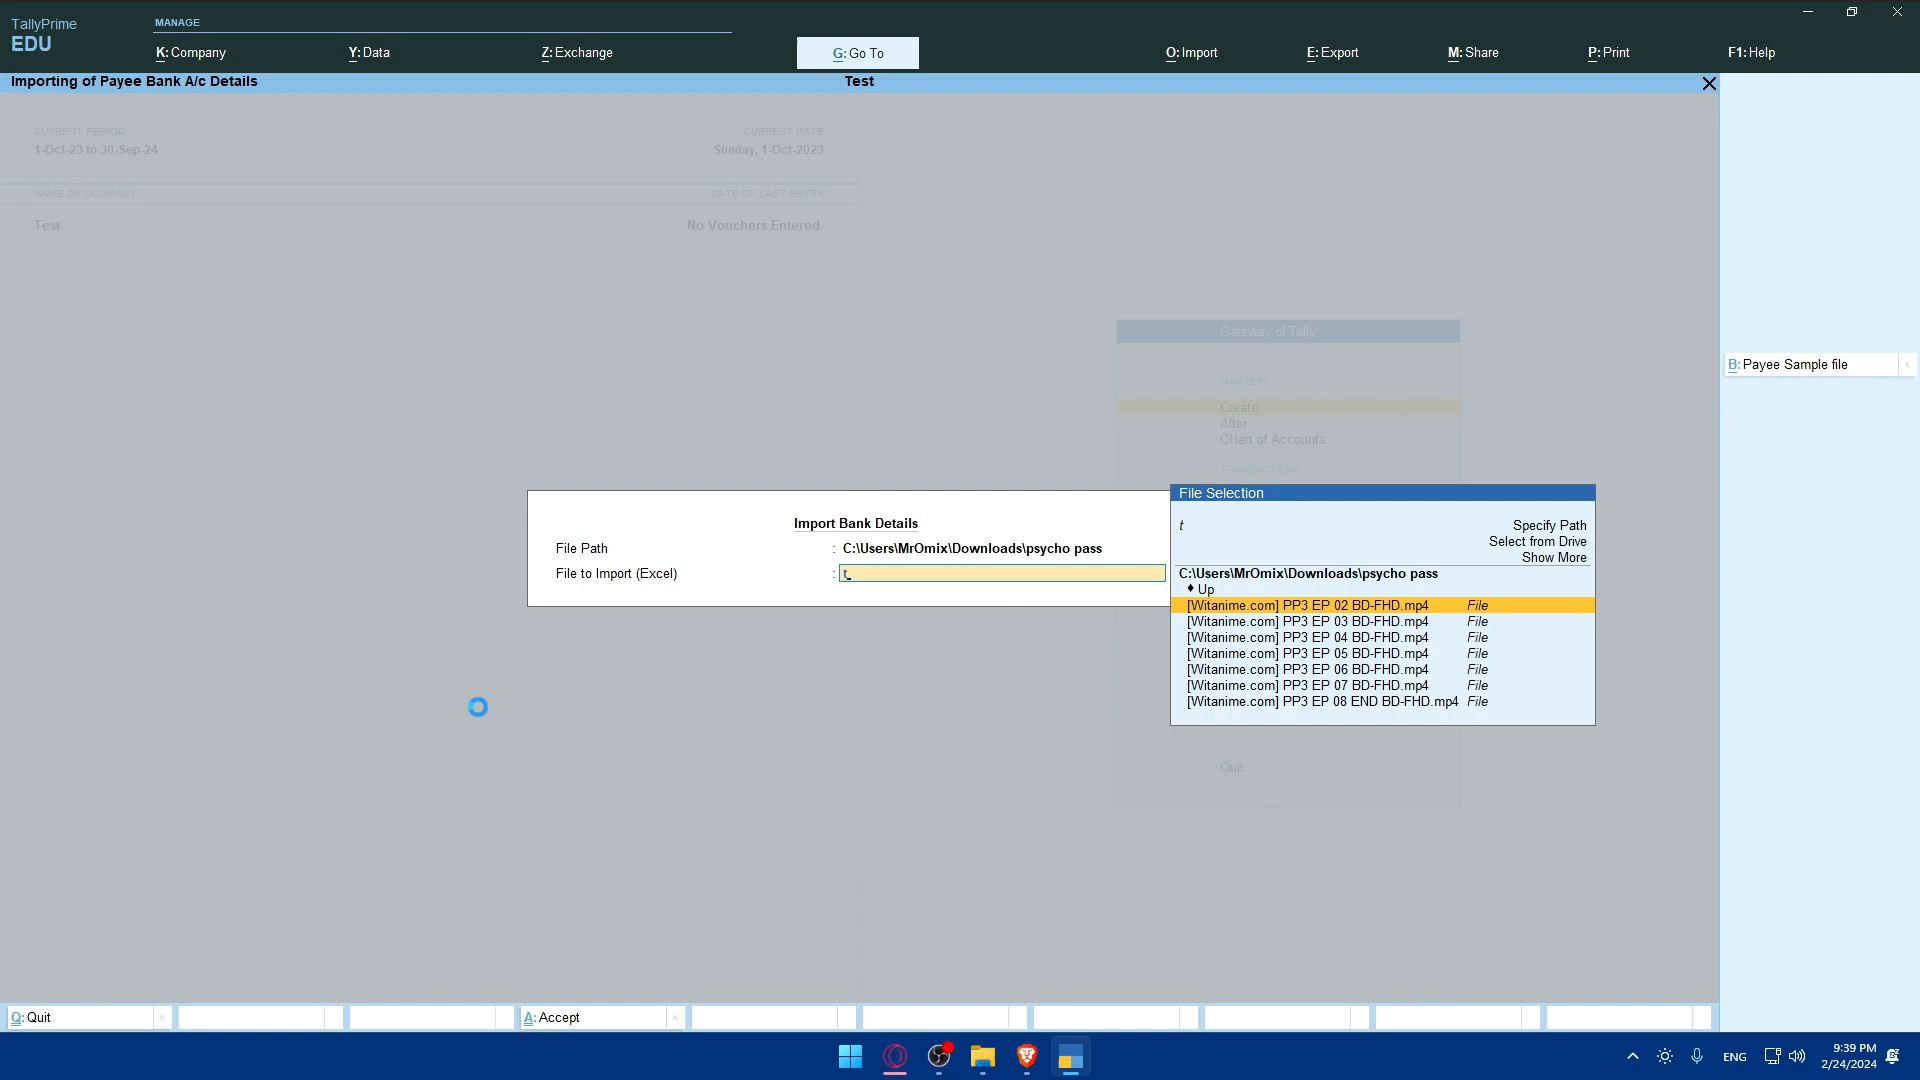 TallyPrime
EDU
MANAGE
K: Company
Y: Data
Z: Exchange
G: Go To
O: Import
E: Export
M: Share
P: Print
F1: Help
Importing of Payee Bank A/c Details
Test
CURRENT PERIOD
CURRENT DATE
1-Oct-23 to 30-Sep-24
Sunday, 1-Oct-2023
NAME OF COMPANY
DATE OF LAST ENTRY
Test
No Vouchers Entered
Gateway of Tally
MASTERS
Create
Alter
CHart of Accounts
TRANSACTIONS
Quit
B: Payee Sample file
Import Bank Details
File Path : C:\Users\MrOmix\Downloads\psycho pass
File to Import (Excel) : t
File Selection
t
Specify Path
Select from Drive
Show More
C:\Users\MrOmix\Downloads\psycho pass
♦ Up
[Witanime.com] PP3 EP 02 BD-FHD.mp4 File
[Witanime.com] PP3 EP 03 BD-FHD.mp4 File
[Witanime.com] PP3 EP 04 BD-FHD.mp4 File
[Witanime.com] PP3 EP 05 BD-FHD.mp4 File
[Witanime.com] PP3 EP 06 BD-FHD.mp4 File
[Witanime.com] PP3 EP 07 BD-FHD.mp4 File
[Witanime.com] PP3 EP 08 END BD-FHD.mp4 File
Q: Quit
A: Accept
ENG
9:39 PM
2/24/2024